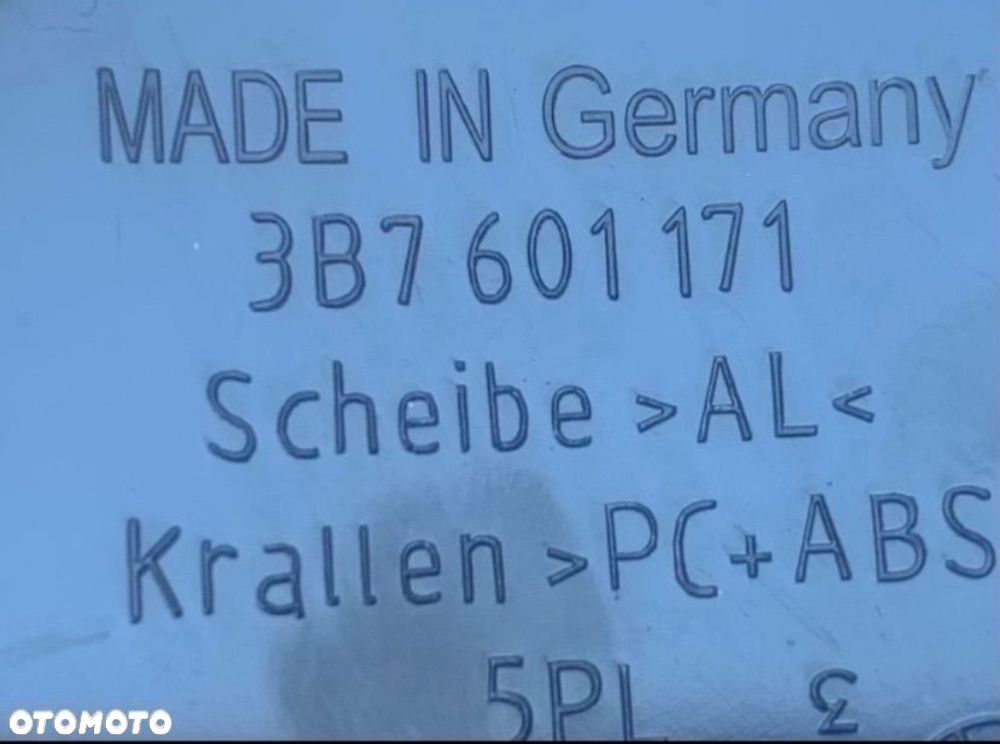 MADE IN Germany
3B7 601 171
Scheibe >AL<
Krallen >PC+ABS
5PL
OTOMOTO